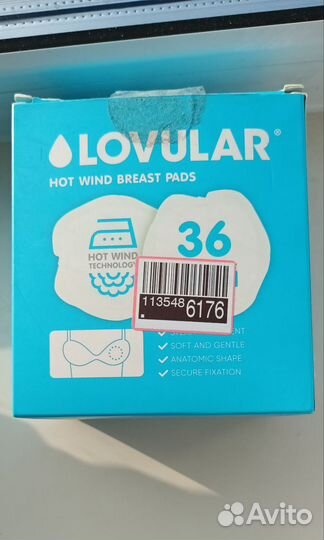 LOVULAR®
HOT WIND BREAST PADS
HOT WIND
TECHNOLOGY
36
113548
6176
SOFT AND GENTLE
ANATOMIC SHAPE
SECURE FIXATION
Avito